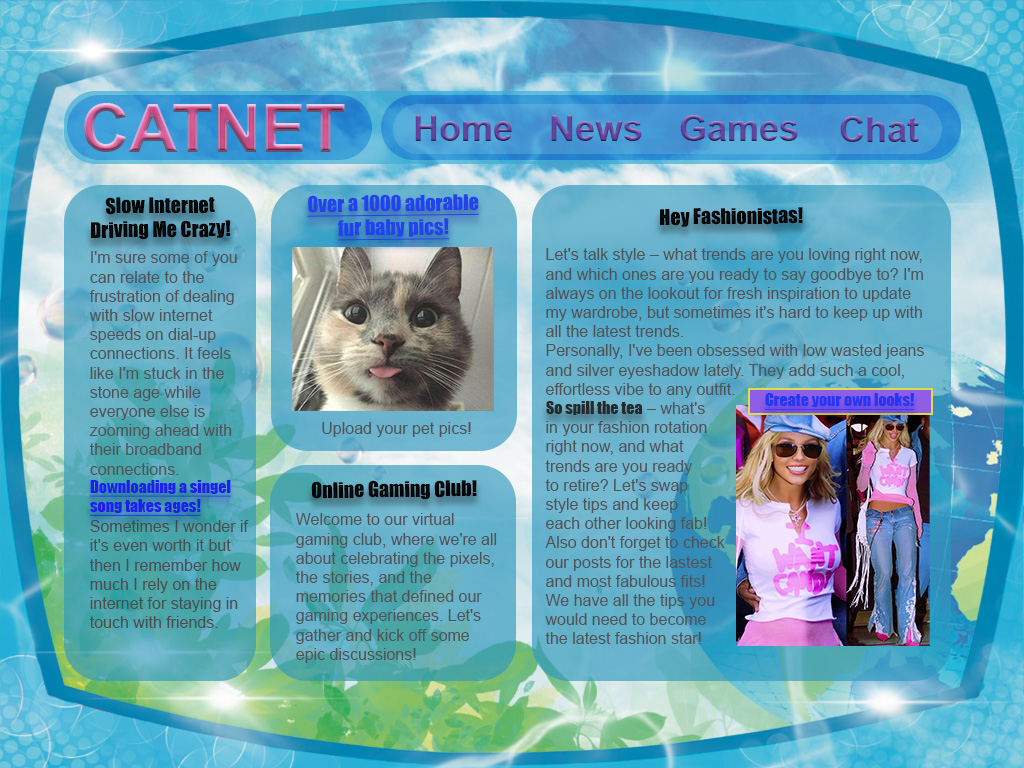 CATNET
Home News Games Chat
Slow Internet
Driving Me Crazy!
I'm sure some of you
can relate to the
frustration of dealing
with slow internet
speeds on dial-up
connections. It feels
like I'm stuck in the
stone age while
everyone else is
zooming ahead with
their broadband
connections.
Downloading a singel
song takes ages!
Sometimes I wonder if
it's even worth it but
then I remember how
much I rely on the
internet for staying in
touch with friends.
Over a 1000 adorable
fur baby pics!
Upload your pet pics!
Online Gaming Club!
Welcome to our virtual
gaming club, where we're all
about celebrating the pixels,
the stories, and the
memories that defined our
gaming experiences. Let's
gather and kick off some
epic discussions!
Hey Fashionistas!
Let's talk style – what trends are you loving right now,
and which ones are you ready to say goodbye to? I'm
always on the lookout for fresh inspiration to update
my wardrobe, but sometimes it's hard to keep up with
all the latest trends.
Personally, I've been obsessed with low wasted jeans
and silver eyeshadow lately. They add such a cool,
effortless vibe to any outfit.
So spill the tea – what's
in your fashion rotation
right now, and what
trends are you ready
to retire? Let's swap
style tips and keep
each other looking fab!
Also don't forget to check
our posts for the lastest
and most fabulous fits!
We have all the tips you
would need to become
the latest fashion star!
Create your own looks!
I
WANT
CANDY
I
WANT
CANDY